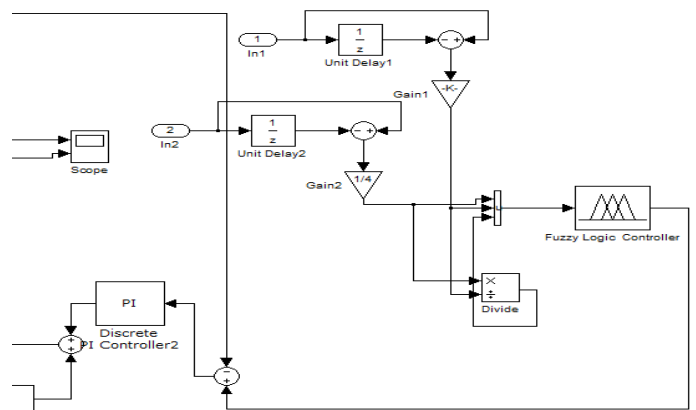 1
In1
1
z
Unit Delay1
- +
-K-
Gain1
2
In2
1
z
Unit Delay2
- +
1/4
Gain2
Scope
Fuzzy Logic Controller
×
÷
Divide
PI
Discrete
PI Controller2
+
+
-
+